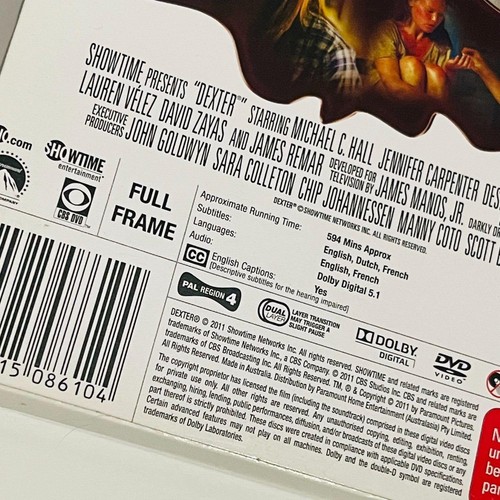 SHOWTIME PRESENTS "DEXTER®" STARRING MICHAEL C. HALL JENNIFER CARPENTER
LAUREN VÉLEZ DAVID ZAYAS AND JAMES REMAR DEVELOPED FOR TELEVISION BY JAMES MANOS, JR.
EXECUTIVE PRODUCERS JOHN GOLDWYN SARA COLLETON CHIP JOHANNESSEN MANNY COTO SCOTT
DEXTER® © SHOWTIME NETWORKS INC. ALL RIGHTS RESERVED.
.com
Paramount
SHOWTIME
entertainment
CBS DVD
FULL
FRAME
Approximate Running Time: 594 Mins Approx
Subtitles: English, Dutch, French
Languages: English, French
Audio: Dolby Digital 5.1
CC English Captions: Yes
[Descriptive subtitles for the hearing impaired]
PAL REGION 4
DUAL LAYER
LAYER TRANSITION
MAY TRIGGER A
SLIGHT PAUSE
DOLBY
DIGITAL
DVD
VIDEO
DEXTER® © 2011 Showtime Networks Inc. All rights reserved. SHOWTIME and related marks are registered
trademarks of Showtime Networks Inc., a CBS Company. © 2011 CBS Studios Inc. CBS and related marks are
trademarks of CBS Broadcasting Inc. All Rights Reserved. TM, ® & Copyright © 2011 by Paramount Pictures.
All Rights Reserved. Made in Australia. Distribution by Paramount Home Entertainment (Australasia) Pty Limited.
The copyright proprietor has licensed the film (including the soundtrack) comprised in these digital video discs
for private use only. All other rights are reserved. Any unauthorised copying, editing, exhibition, renting,
exchanging, hiring, lending, public performances, diffusion, and/or broadcasts of these digital video discs or any
part thereof is strictly prohibited. These discs were created in compliance with applicable DVD specifications.
Certain advanced features may not play on all machines. Dolby and the double-D symbol are registered
trademarks of Dolby Laboratories.
15 086104